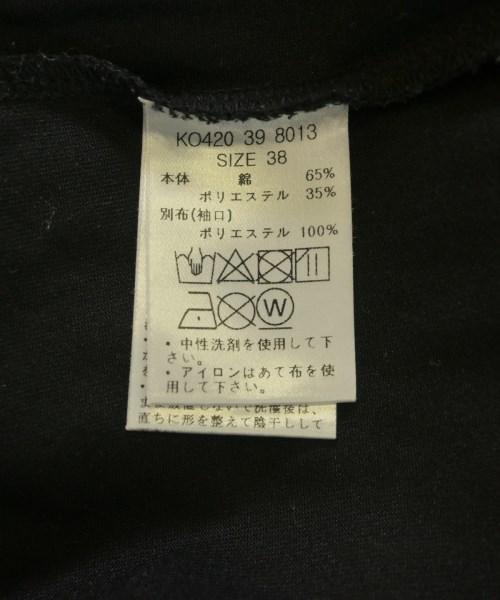 KO420 39 8013
SIZE 38
本体 綿 65%
ポリエステル 35%
別布(袖口)
ポリエステル 100%
W
・中性洗剤を使用して下
さい。
・アイロンはあて布を使
用して下さい。
直ちに形を整えて陰干しして